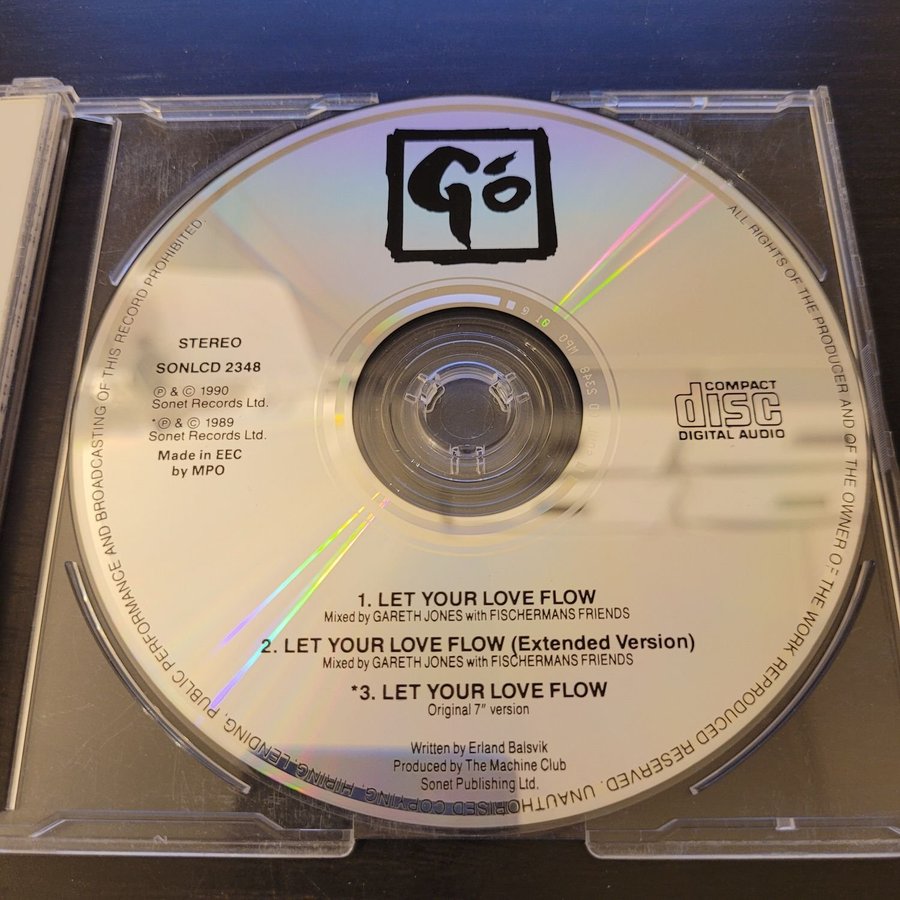 Gó
STEREO
SONLCD 2348
℗ & © 1990
Sonet Records Ltd.
*℗ & © 1989
Sonet Records Ltd.
Made in EEC
by MPO
COMPACT
disc
DIGITAL AUDIO
1. LET YOUR LOVE FLOW
Mixed by GARETH JONES with FISCHERMANS FRIENDS
2. LET YOUR LOVE FLOW (Extended Version)
Mixed by GARETH JONES with FISCHERMANS FRIENDS
*3. LET YOUR LOVE FLOW
Original 7" version
Written by Erland Balsvik
Produced by The Machine Club
Sonet Publishing Ltd.
ALL RIGHTS OF THE PRODUCER AND OF THE OWNER OF THE WORK REPRODUCED RESERVED. UNAUTHORISED COPYING, HIRING, LENDING, PUBLIC PERFORMANCE AND BROADCASTING OF THIS RECORD PROHIBITED.